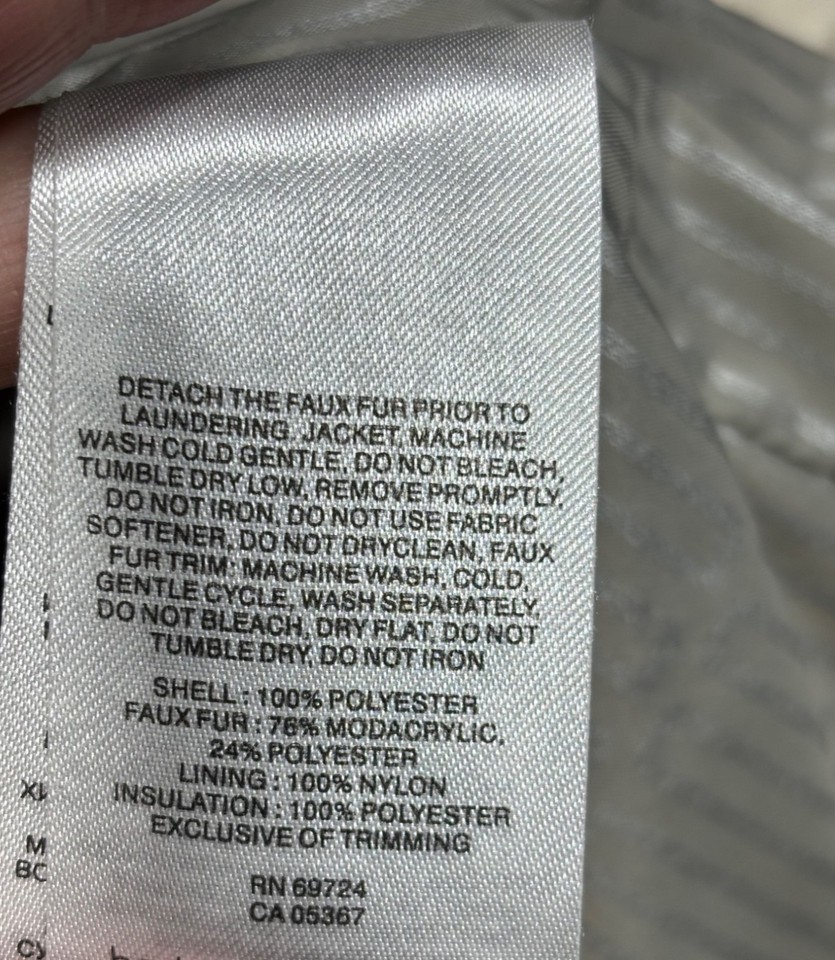 DETACH THE FAUX FUR PRIOR TO
LAUNDERING. JACKET: MACHINE
WASH COLD GENTLE, DO NOT BLEACH,
TUMBLE DRY LOW, REMOVE PROMPTLY,
DO NOT IRON, DO NOT USE FABRIC
SOFTENER, DO NOT DRYCLEAN, FAUX
FUR TRIM: MACHINE WASH, COLD,
GENTLE CYCLE, WASH SEPARATELY,
DO NOT BLEACH, DRY FLAT, DO NOT
TUMBLE DRY, DO NOT IRON
SHELL : 100% POLYESTER
FAUX FUR : 76% MODACRYLIC,
24% POLYESTER
LINING : 100% NYLON
INSULATION : 100% POLYESTER
EXCLUSIVE OF TRIMMING
RN 69724
CA 05367
M